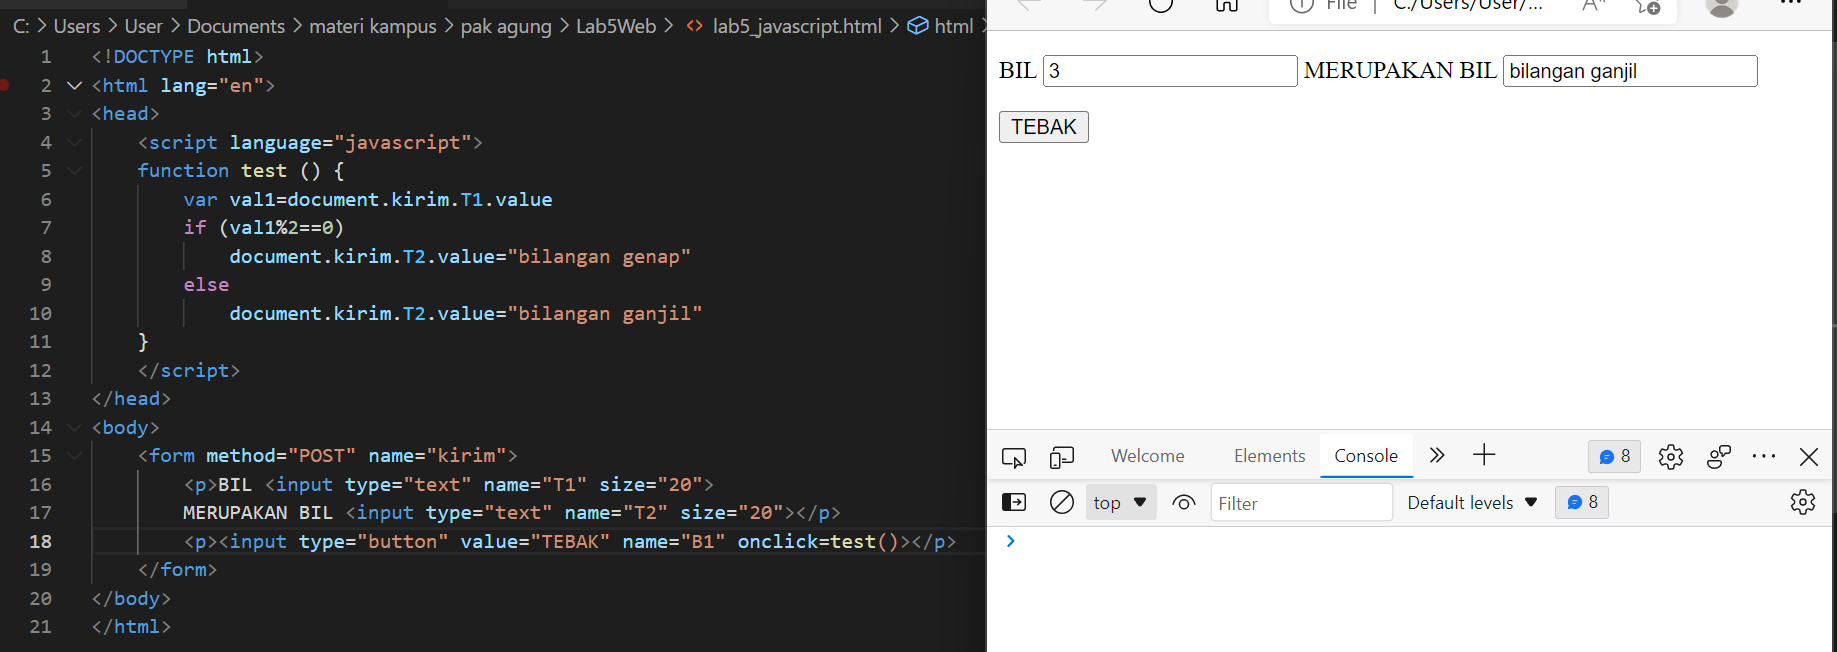 C: > Users > User > Documents > materi kampus > pak agung > Lab5Web > <> lab5_javascript.html > html >
1 <!DOCTYPE html>
2 <html lang="en">
3 <head>
4 <script language="javascript">
5 function test () {
6 var val1=document.kirim.T1.value
7 if (val1%2==0)
8 document.kirim.T2.value="bilangan genap"
9 else
10 document.kirim.T2.value="bilangan ganjil"
11 }
12 </script>
13 </head>
14 <body>
15 <form method="POST" name="kirim">
16 <p>BIL <input type="text" name="T1" size="20">
17 MERUPAKAN BIL <input type="text" name="T2" size="20"></p>
18 <p><input type="button" value="TEBAK" name="B1" onclick=test()></p>
19 </form>
20 </body>
21 </html>
File | C:/Users/User/...
BIL 3 MERUPAKAN BIL bilangan ganjil
TEBAK
Welcome Elements Console 8
top Filter Default levels 8